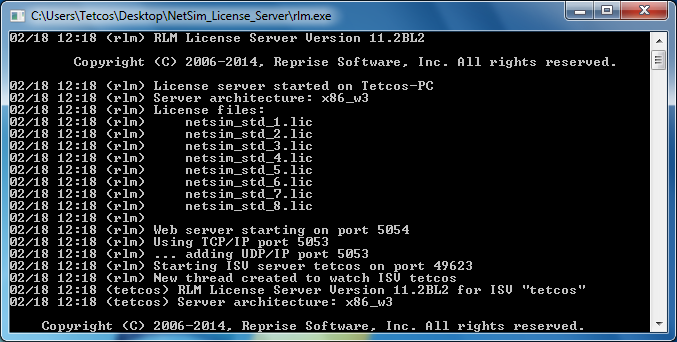 C:\Users\Tetcos\Desktop\NetSim_License_Server\rlm.exe
02/18 12:18 (rlm) RLM License Server Version 11.2BL2
Copyright (C) 2006-2014, Reprise Software, Inc. All rights reserved.
02/18 12:18 (rlm) License server started on Tetcos-PC
02/18 12:18 (rlm) Server architecture: x86_w3
02/18 12:18 (rlm) License files:
02/18 12:18 (rlm) netsim_std_1.lic
02/18 12:18 (rlm) netsim_std_2.lic
02/18 12:18 (rlm) netsim_std_3.lic
02/18 12:18 (rlm) netsim_std_4.lic
02/18 12:18 (rlm) netsim_std_5.lic
02/18 12:18 (rlm) netsim_std_6.lic
02/18 12:18 (rlm) netsim_std_7.lic
02/18 12:18 (rlm) netsim_std_8.lic
02/18 12:18 (rlm)
02/18 12:18 (rlm) Web server starting on port 5054
02/18 12:18 (rlm) Using TCP/IP port 5053
02/18 12:18 (rlm) ... adding UDP/IP port 5053
02/18 12:18 (rlm) Starting ISV server tetcos on port 49623
02/18 12:18 (rlm) New thread created to watch ISV tetcos
02/18 12:18 (tetcos) RLM License Server Version 11.2BL2 for ISV "tetcos"
02/18 12:18 (tetcos) Server architecture: x86_w3
Copyright (C) 2006-2014, Reprise Software, Inc. All rights reserved.